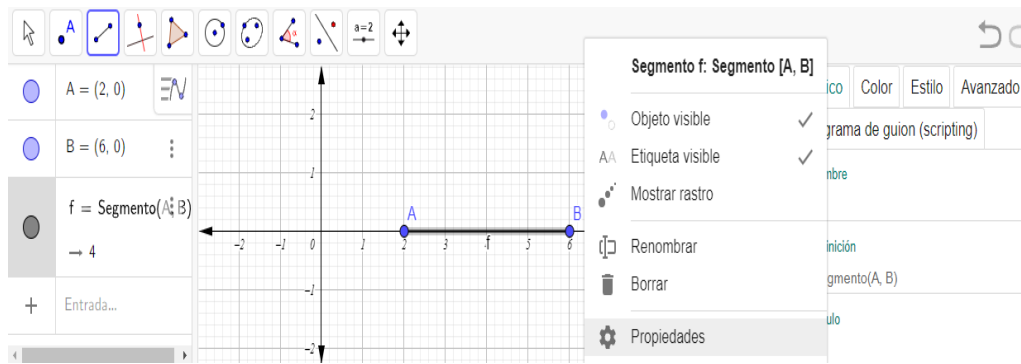 A
a=2
A = (2, 0)
B = (6, 0)
f = Segmento(A, B)
→ 4
+ Entrada...
2
1
-2 -1 0 1 2 3 4 5 6
-1
-2
A
B
f
Segmento f: Segmento [A, B]
Objeto visible
AA Etiqueta visible
Mostrar rastro
Renombrar
Borrar
Propiedades
ico Color Estilo Avanzado
grama de guion (scripting)
mbre
inición
gmento(A, B)
ulo